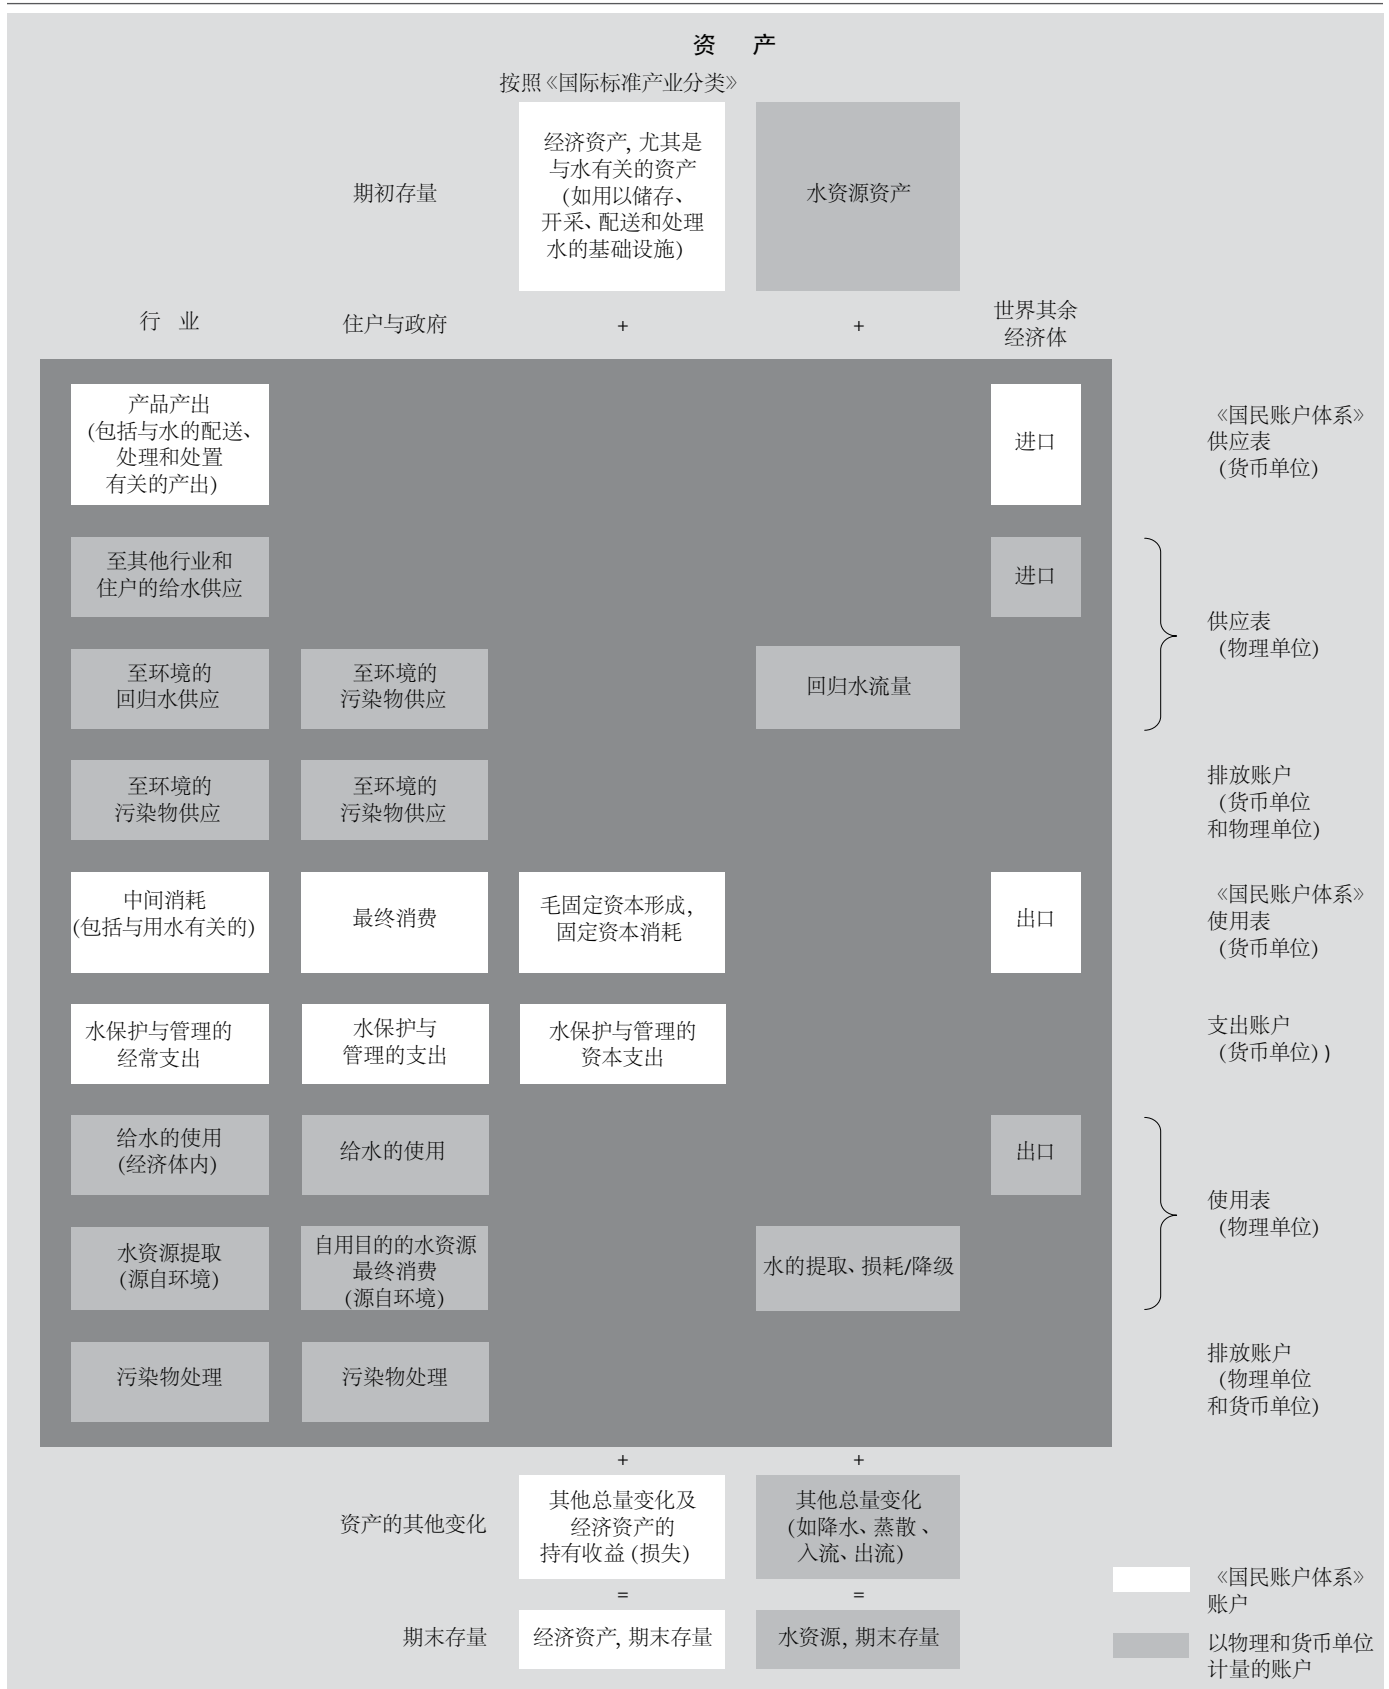 资 产
按照《国际标准产业分类》
期初存量
经济资产, 尤其是
与水有关的资产
(如用以储存、
开采、配送和处理
水的基础设施)
水资源资产
行 业
住户与政府
+
+
世界其余
经济体
产品产出
(包括与水的配送、
处理和处置
有关的产出)
进口
《国民账户体系》
供应表
(货币单位)
至其他行业和
住户的给水供应
进口
供应表
(物理单位)
至环境的
回归水供应
至环境的
污染物供应
回归水流量
至环境的
污染物供应
至环境的
污染物供应
排放账户
(货币单位
和物理单位)
中间消耗
(包括与用水有关的)
最终消费
毛固定资本形成,
固定资本消耗
出口
《国民账户体系》
使用表
(货币单位)
水保护与管理的
经常支出
水保护与
管理的支出
水保护与管理的
资本支出
支出账户
(货币单位) )
给水的使用
(经济体内)
给水的使用
出口
使用表
(物理单位)
水资源提取
(源自环境)
自用目的的水资源
最终消费
(源自环境)
水的提取、损耗/降级
污染物处理
污染物处理
排放账户
(物理单位
和货币单位)
+
+
资产的其他变化
其他总量变化及
经济资产的
持有收益 (损失)
其他总量变化
(如降水、蒸散 、
入流、出流)
=
=
期末存量
经济资产, 期末存量
水资源, 期末存量
《国民账户体系》
账户
以物理和货币单位
计量的账户